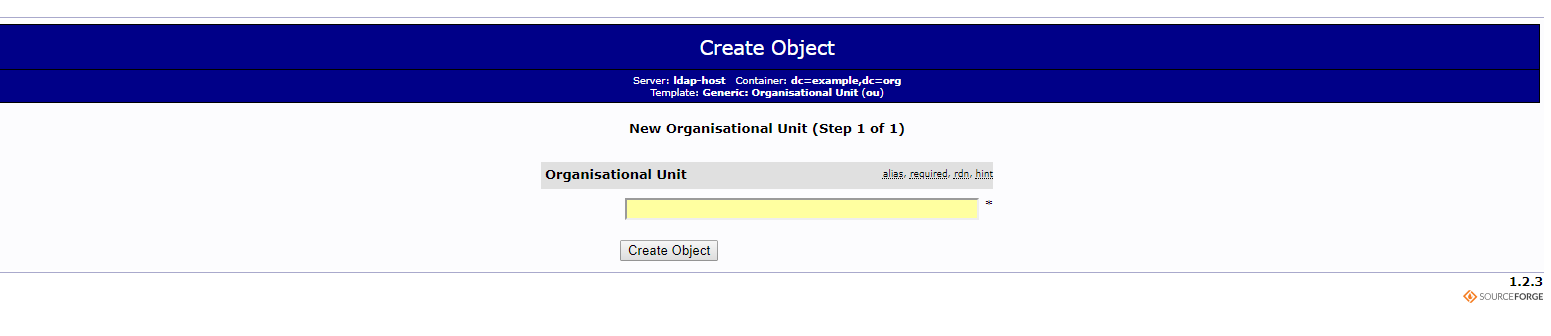 Create Object
Server: ldap-host Container: dc=example,dc=org
Template: Generic: Organisational Unit (ou)
New Organisational Unit (Step 1 of 1)
Organisational Unit alias, required, rdn, hint
*
Create Object
1.2.3
SOURCEFORGE